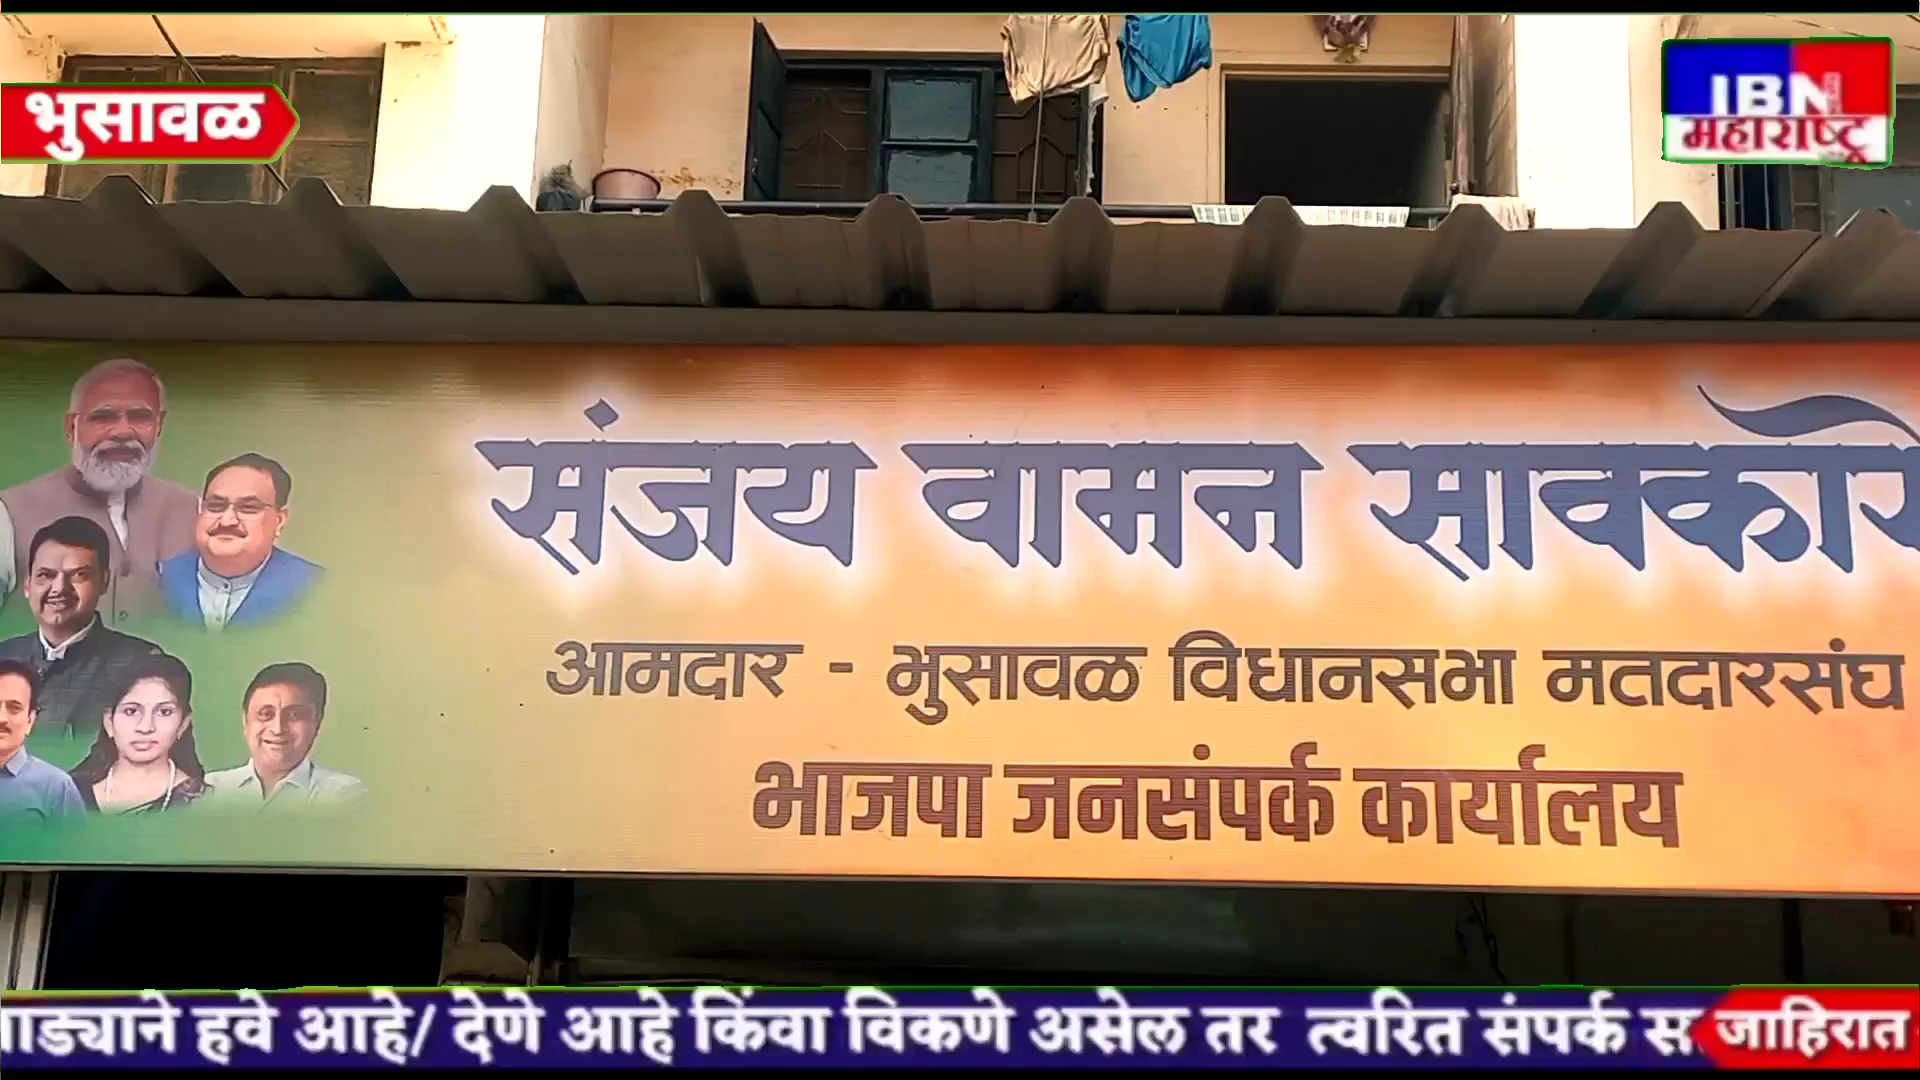 भुसावळ
IBN
महाराष्ट्र
संजय वामन
आमदार - भुसावळ विधानसभा मतदारसंघ
भाजपा जनसंपर्क कार्यालय
हवे आहे/ देणे आहे किंवा विकणे असेल तर त्वरित संपर्क
जाहिरात